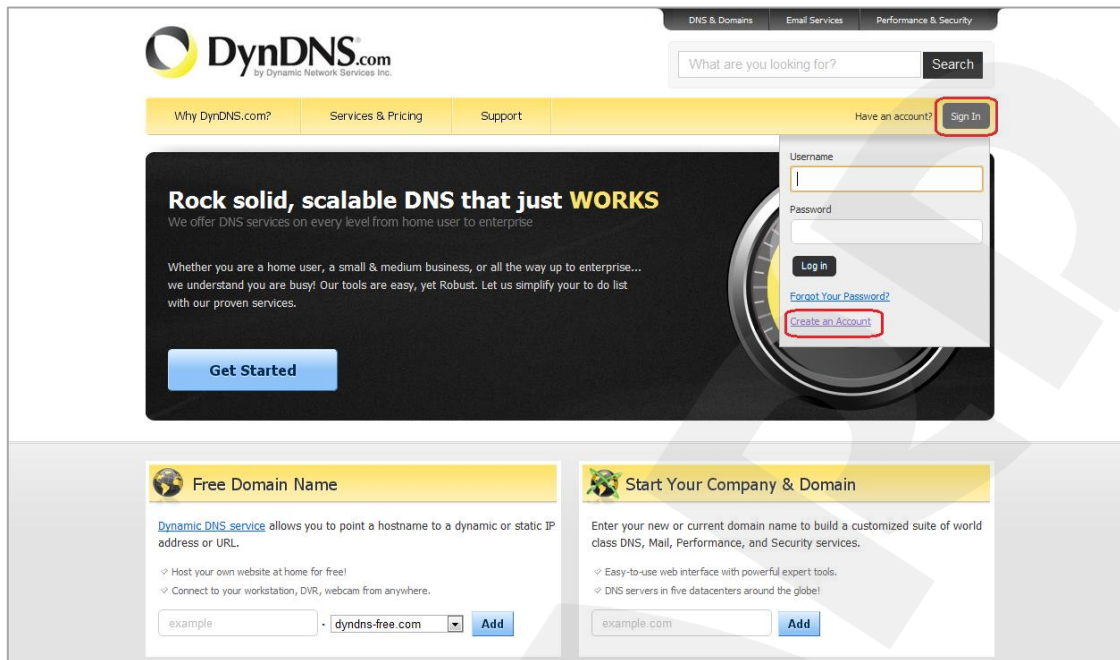 DNS & Domains Email Services Performance & Security
DynDNS.com
by Dynamic Network Services Inc.
What are you looking for? Search
Why DynDNS.com? Services & Pricing Support Have an account? Sign In
Username
Password
Log in
Forgot Your Password?
Create an Account
Rock solid, scalable DNS that just WORKS
We offer DNS services on every level from home user to enterprise
Whether you are a home user, a small & medium business, or all the way up to enterprise...
we understand you are busy! Our tools are easy, yet Robust. Let us simplify your to do list
with our proven services.
Get Started
Free Domain Name
Dynamic DNS service allows you to point a hostname to a dynamic or static IP
address or URL.
Host your own website at home for free!
Connect to your workstation, DVR, webcam from anywhere.
example . dyndns-free.com Add
Start Your Company & Domain
Enter your new or current domain name to build a customized suite of world
class DNS, Mail, Performance, and Security services.
Easy-to-use web interface with powerful expert tools.
DNS servers in five datacenters around the globe!
example.com Add